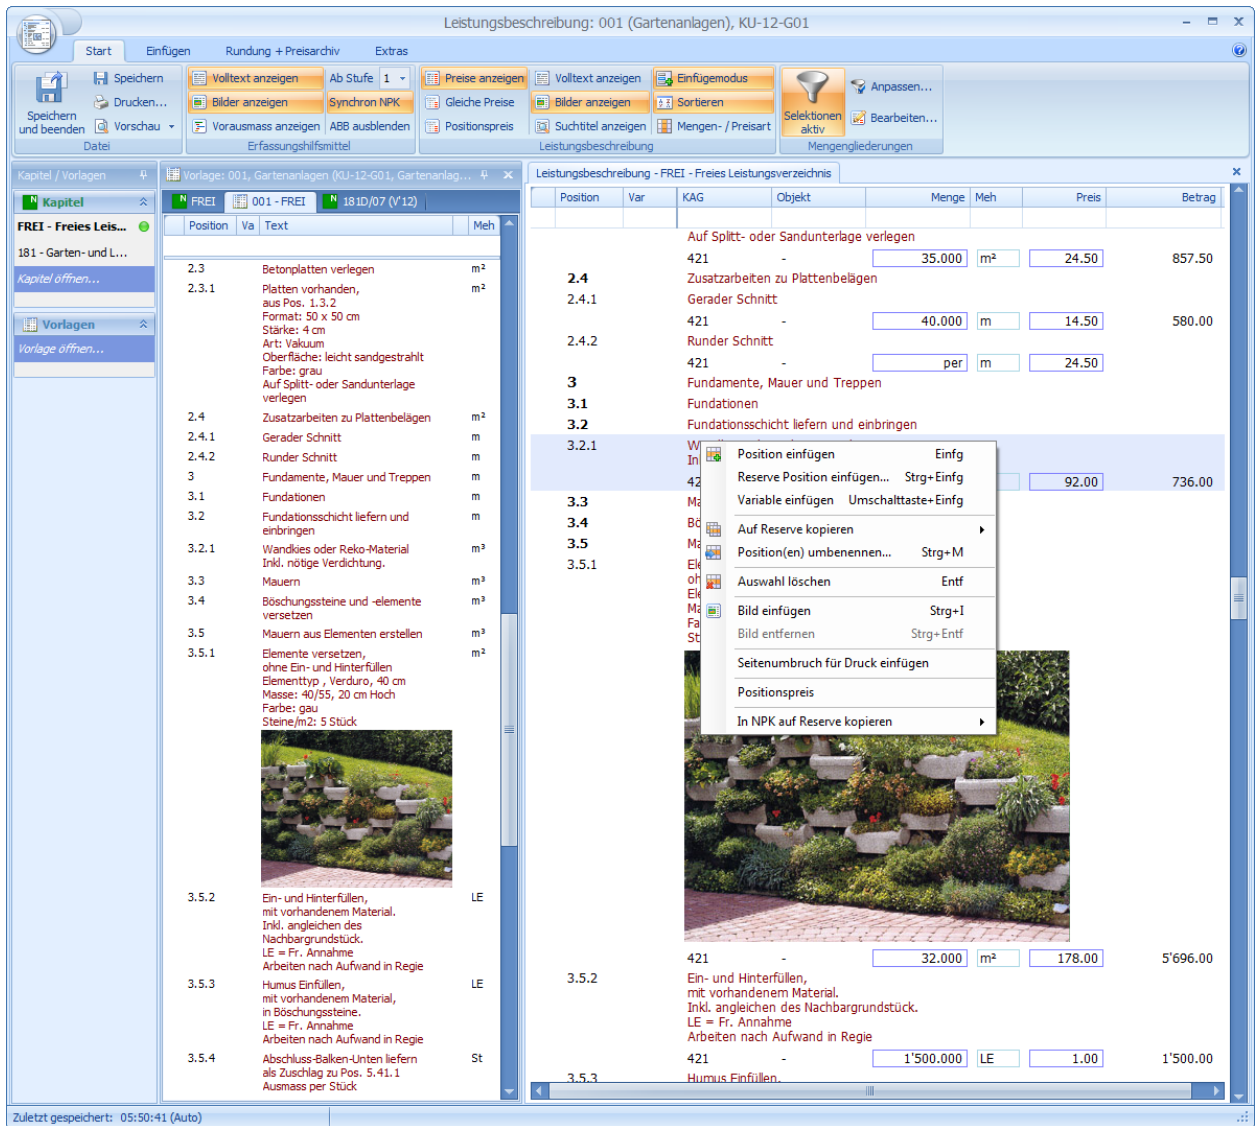 Leistungsbeschreibung: 001 (Gartenanlagen), KU-12-G01
Start Einfügen Rundung + Preisarchiv Extras
Speichern und beenden
Speichern
Drucken...
Vorschau
Datei
Volltext anzeigen
Bilder anzeigen
Vorausmass anzeigen
Ab Stufe 1
Synchron NPK
ABB ausblenden
Erfassungshilfsmittel
Preise anzeigen
Gleiche Preise
Positionspreis
Volltext anzeigen
Bilder anzeigen
Suchtitel anzeigen
Einfügemodus
Sortieren
Mengen- / Preisart
Leistungsbeschreibung
Selektionen aktiv
Anpassen...
Bearbeiten...
Mengengliederungen
Kapitel / Vorlagen
Kapitel
FREI - Freies Leis...
181 - Garten- und L...
Kapitel öffnen...
Vorlagen
Vorlage öffnen...
Vorlage: 001, Gartenanlagen (KU-12-G01, Gartenanlag...
FREI 001 - FREI 181D/07 (V'12)
Position Va Text Meh
2.3 Betonplatten verlegen m²
2.3.1 Platten vorhanden, m²
aus Pos. 1.3.2
Format: 50 x 50 cm
Stärke: 4 cm
Art: Vakuum
Oberfläche: leicht sandgestrahlt
Farbe: grau
Auf Splitt- oder Sandunterlage
verlegen
2.4 Zusatzarbeiten zu Plattenbelägen m²
2.4.1 Gerader Schnitt m
2.4.2 Runder Schnitt m
3 Fundamente, Mauer und Treppen m
3.1 Fundationen m
3.2 Fundationsschicht liefern und m
einbringen
3.2.1 Wandkies oder Reko-Material m³
Inkl. nötige Verdichtung.
3.3 Mauern m³
3.4 Böschungssteine und -elemente m³
versetzen
3.5 Mauern aus Elementen erstellen m³
3.5.1 Elemente versetzen, m²
ohne Ein- und Hinterfüllen
Elementtyp , Verduro, 40 cm
Masse: 40/55, 20 cm Hoch
Farbe: gau
Steine/m2: 5 Stück
3.5.2 Ein- und Hinterfüllen, LE
mit vorhandenem Material.
Inkl. angleichen des
Nachbargrundstück.
LE = Fr. Annahme
Arbeiten nach Aufwand in Regie
3.5.3 Humus Einfüllen, LE
mit vorhandenem Material,
in Böschungssteine.
LE = Fr. Annahme
Arbeiten nach Aufwand in Regie
3.5.4 Abschluss-Balken-Unten liefern St
als Zuschlag zu Pos. 5.41.1
Ausmass per Stück
Leistungsbeschreibung - FREI - Freies Leistungsverzeichnis
Position Var KAG Objekt Menge Meh Preis Betrag
Auf Splitt- oder Sandunterlage verlegen
421 - 35.000 m² 24.50 857.50
2.4 Zusatzarbeiten zu Plattenbelägen
2.4.1 Gerader Schnitt
421 - 40.000 m 14.50 580.00
2.4.2 Runder Schnitt
421 - per m 24.50
3 Fundamente, Mauer und Treppen
3.1 Fundationen
3.2 Fundationsschicht liefern und einbringen
3.2.1 W
In
42 92.00 736.00
3.3 Ma
3.4 Bö
3.5 Ma
3.5.1 Ele
oh
Ele
Ma
Fa
St
Position einfügen Einfg
Reserve Position einfügen... Strg+Einfg
Variable einfügen Umschalttaste+Einfg
Auf Reserve kopieren
Position(en) umbenennen... Strg+M
Auswahl löschen Entf
Bild einfügen Strg+I
Bild entfernen Strg+Entf
Seitenumbruch für Druck einfügen
Positionspreis
In NPK auf Reserve kopieren
421 - 32.000 m² 178.00 5'696.00
3.5.2 Ein- und Hinterfüllen,
mit vorhandenem Material.
Inkl. angleichen des Nachbargrundstück.
LE = Fr. Annahme
Arbeiten nach Aufwand in Regie
421 - 1'500.000 LE 1.00 1'500.00
3.5.3 Humus Einfüllen,
Zuletzt gespeichert: 05:50:41 (Auto)